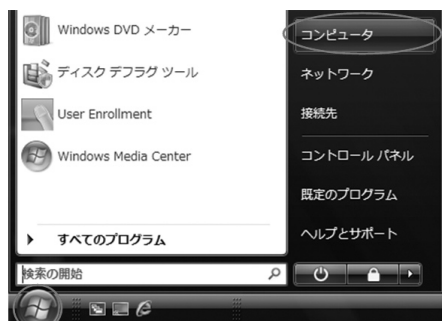 Windows DVD メーカー
ディスク デフラグ ツール
User Enrollment
Windows Media Center
すべてのプログラム
検索の開始
コンピュータ
ネットワーク
接続先
コントロール パネル
既定のプログラム
ヘルプとサポート